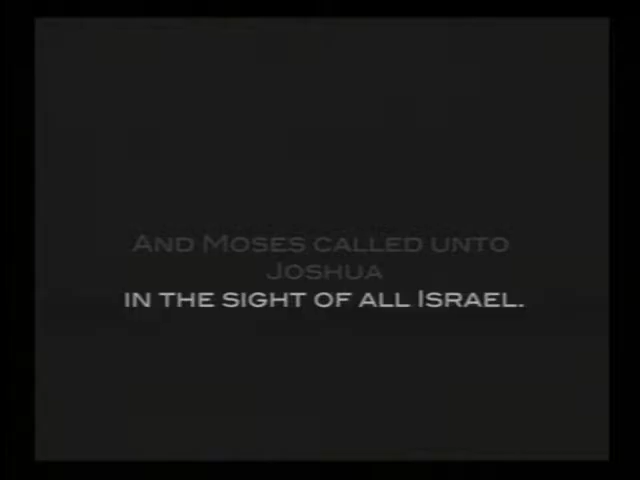 And Moses called unto
Joshua
in the sight of all Israel.